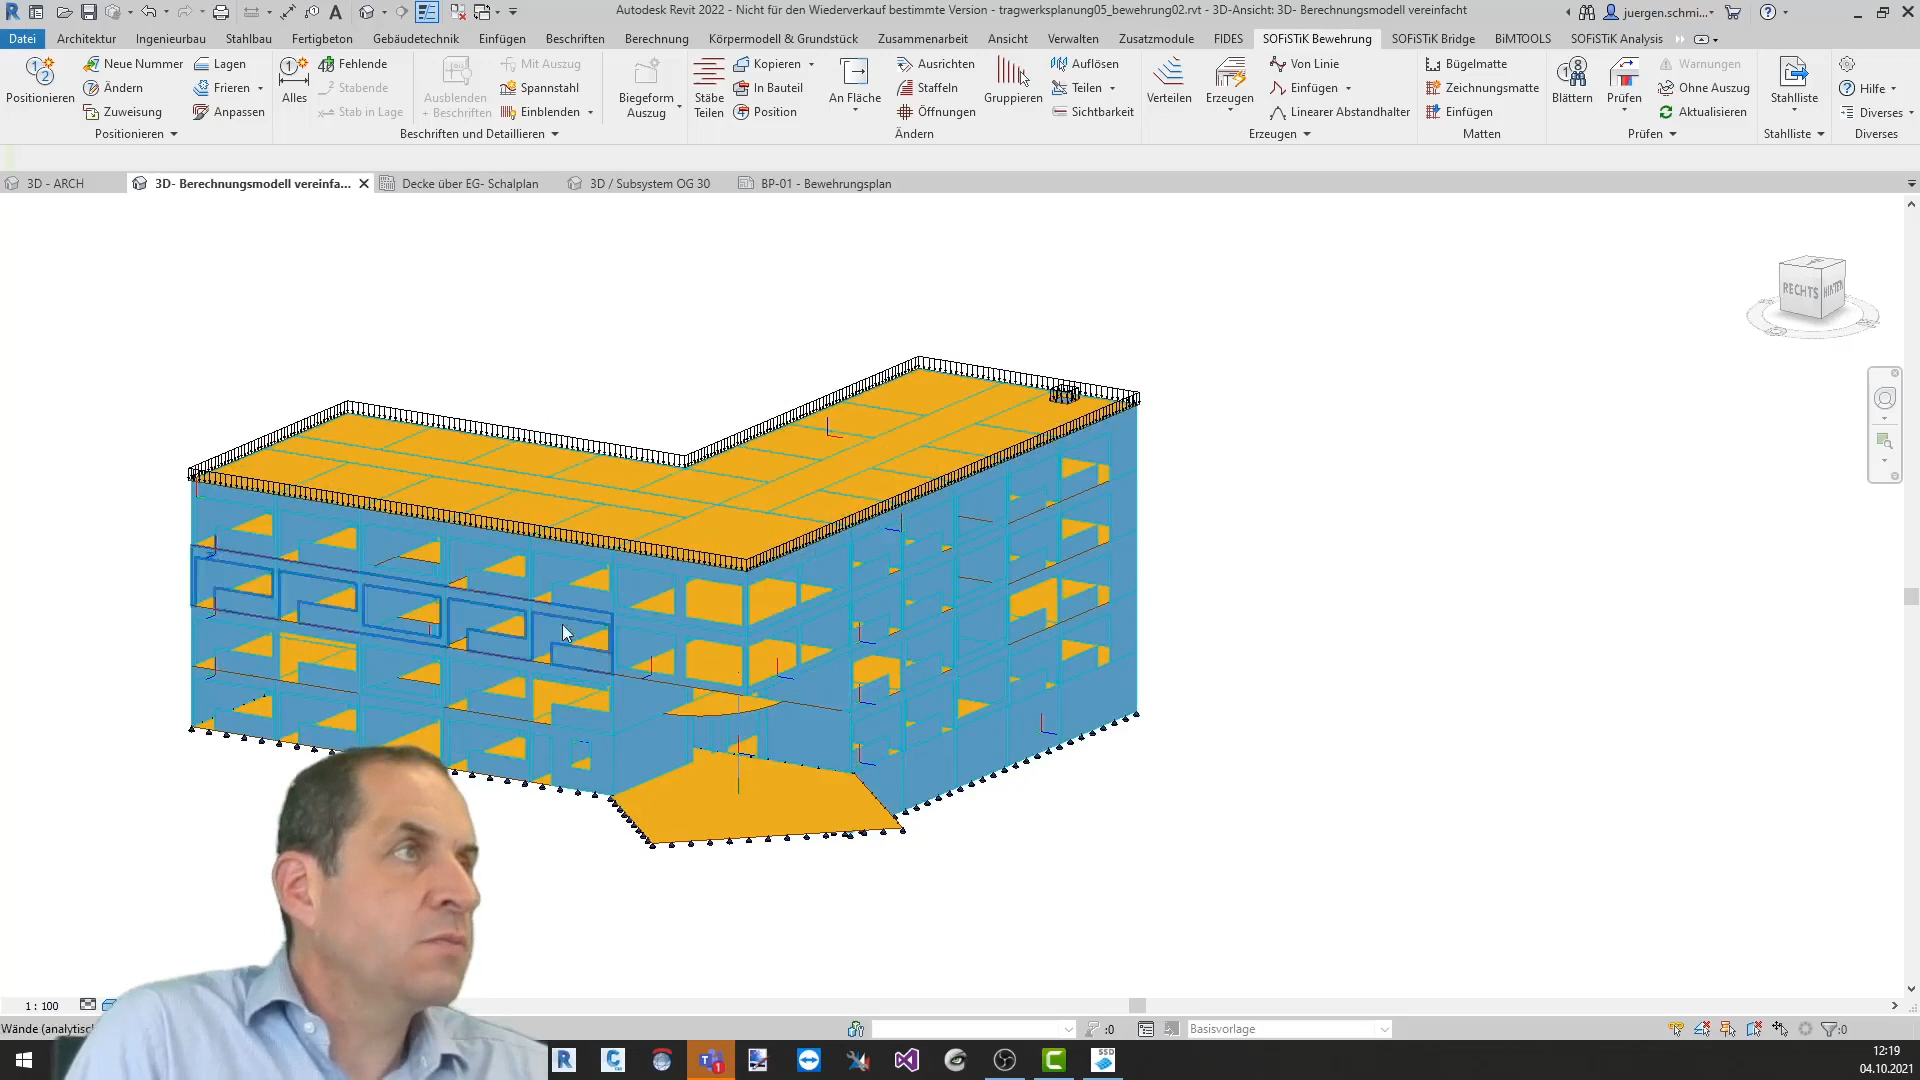 Autodesk Revit 2022 - Nicht für den Wiederverkauf bestimmte Version - tragwerksplanung05_bewehrung02.rvt - 3D-Ansicht: 3D- Berechnungsmodell vereinfacht
juergen.schmi...
Datei Architektur Ingenieurbau Stahlbau Fertigbeton Gebäudetechnik Einfügen Beschriften Berechnung Körpermodell & Grundstück Zusammenarbeit Ansicht Verwalten Zusatzmodule FIDES SOFiSTiK Bewehrung SOFiSTiK Bridge BiMTOOLS SOFiSTiK Analysis
Neue Nummer Lagen Fehlende Mit Auszug Kopieren Ausrichten Auflösen Von Linie Bügelmatte Warnungen
Ändern Frieren Stabende Spannstahl In Bauteil Staffeln Teilen Einfügen Zeichnungsmatte Ohne Auszug Hilfe
Positionieren Alles Ausblenden Biegeform Stäbe An Fläche Gruppieren Verteilen Erzeugen Blättern Prüfen Stahlliste
Zuweisung Anpassen Stab in Lage + Beschriften Einblenden Auszug Teilen Position Öffnungen Sichtbarkeit Linearer Abstandhalter Einfügen Aktualisieren Diverses
Positionieren Beschriften und Detaillieren Ändern Erzeugen Matten Prüfen Stahlliste Diverses
3D - ARCH 3D- Berechnungsmodell vereinfa... Decke über EG- Schalplan 3D / Subsystem OG 30 BP-01 - Bewehrungsplan
RECHTS HINTEN
1 : 100
Wände (analytisc
:0 Basisvorlage :0
SSD
1
12:19
04.10.2021